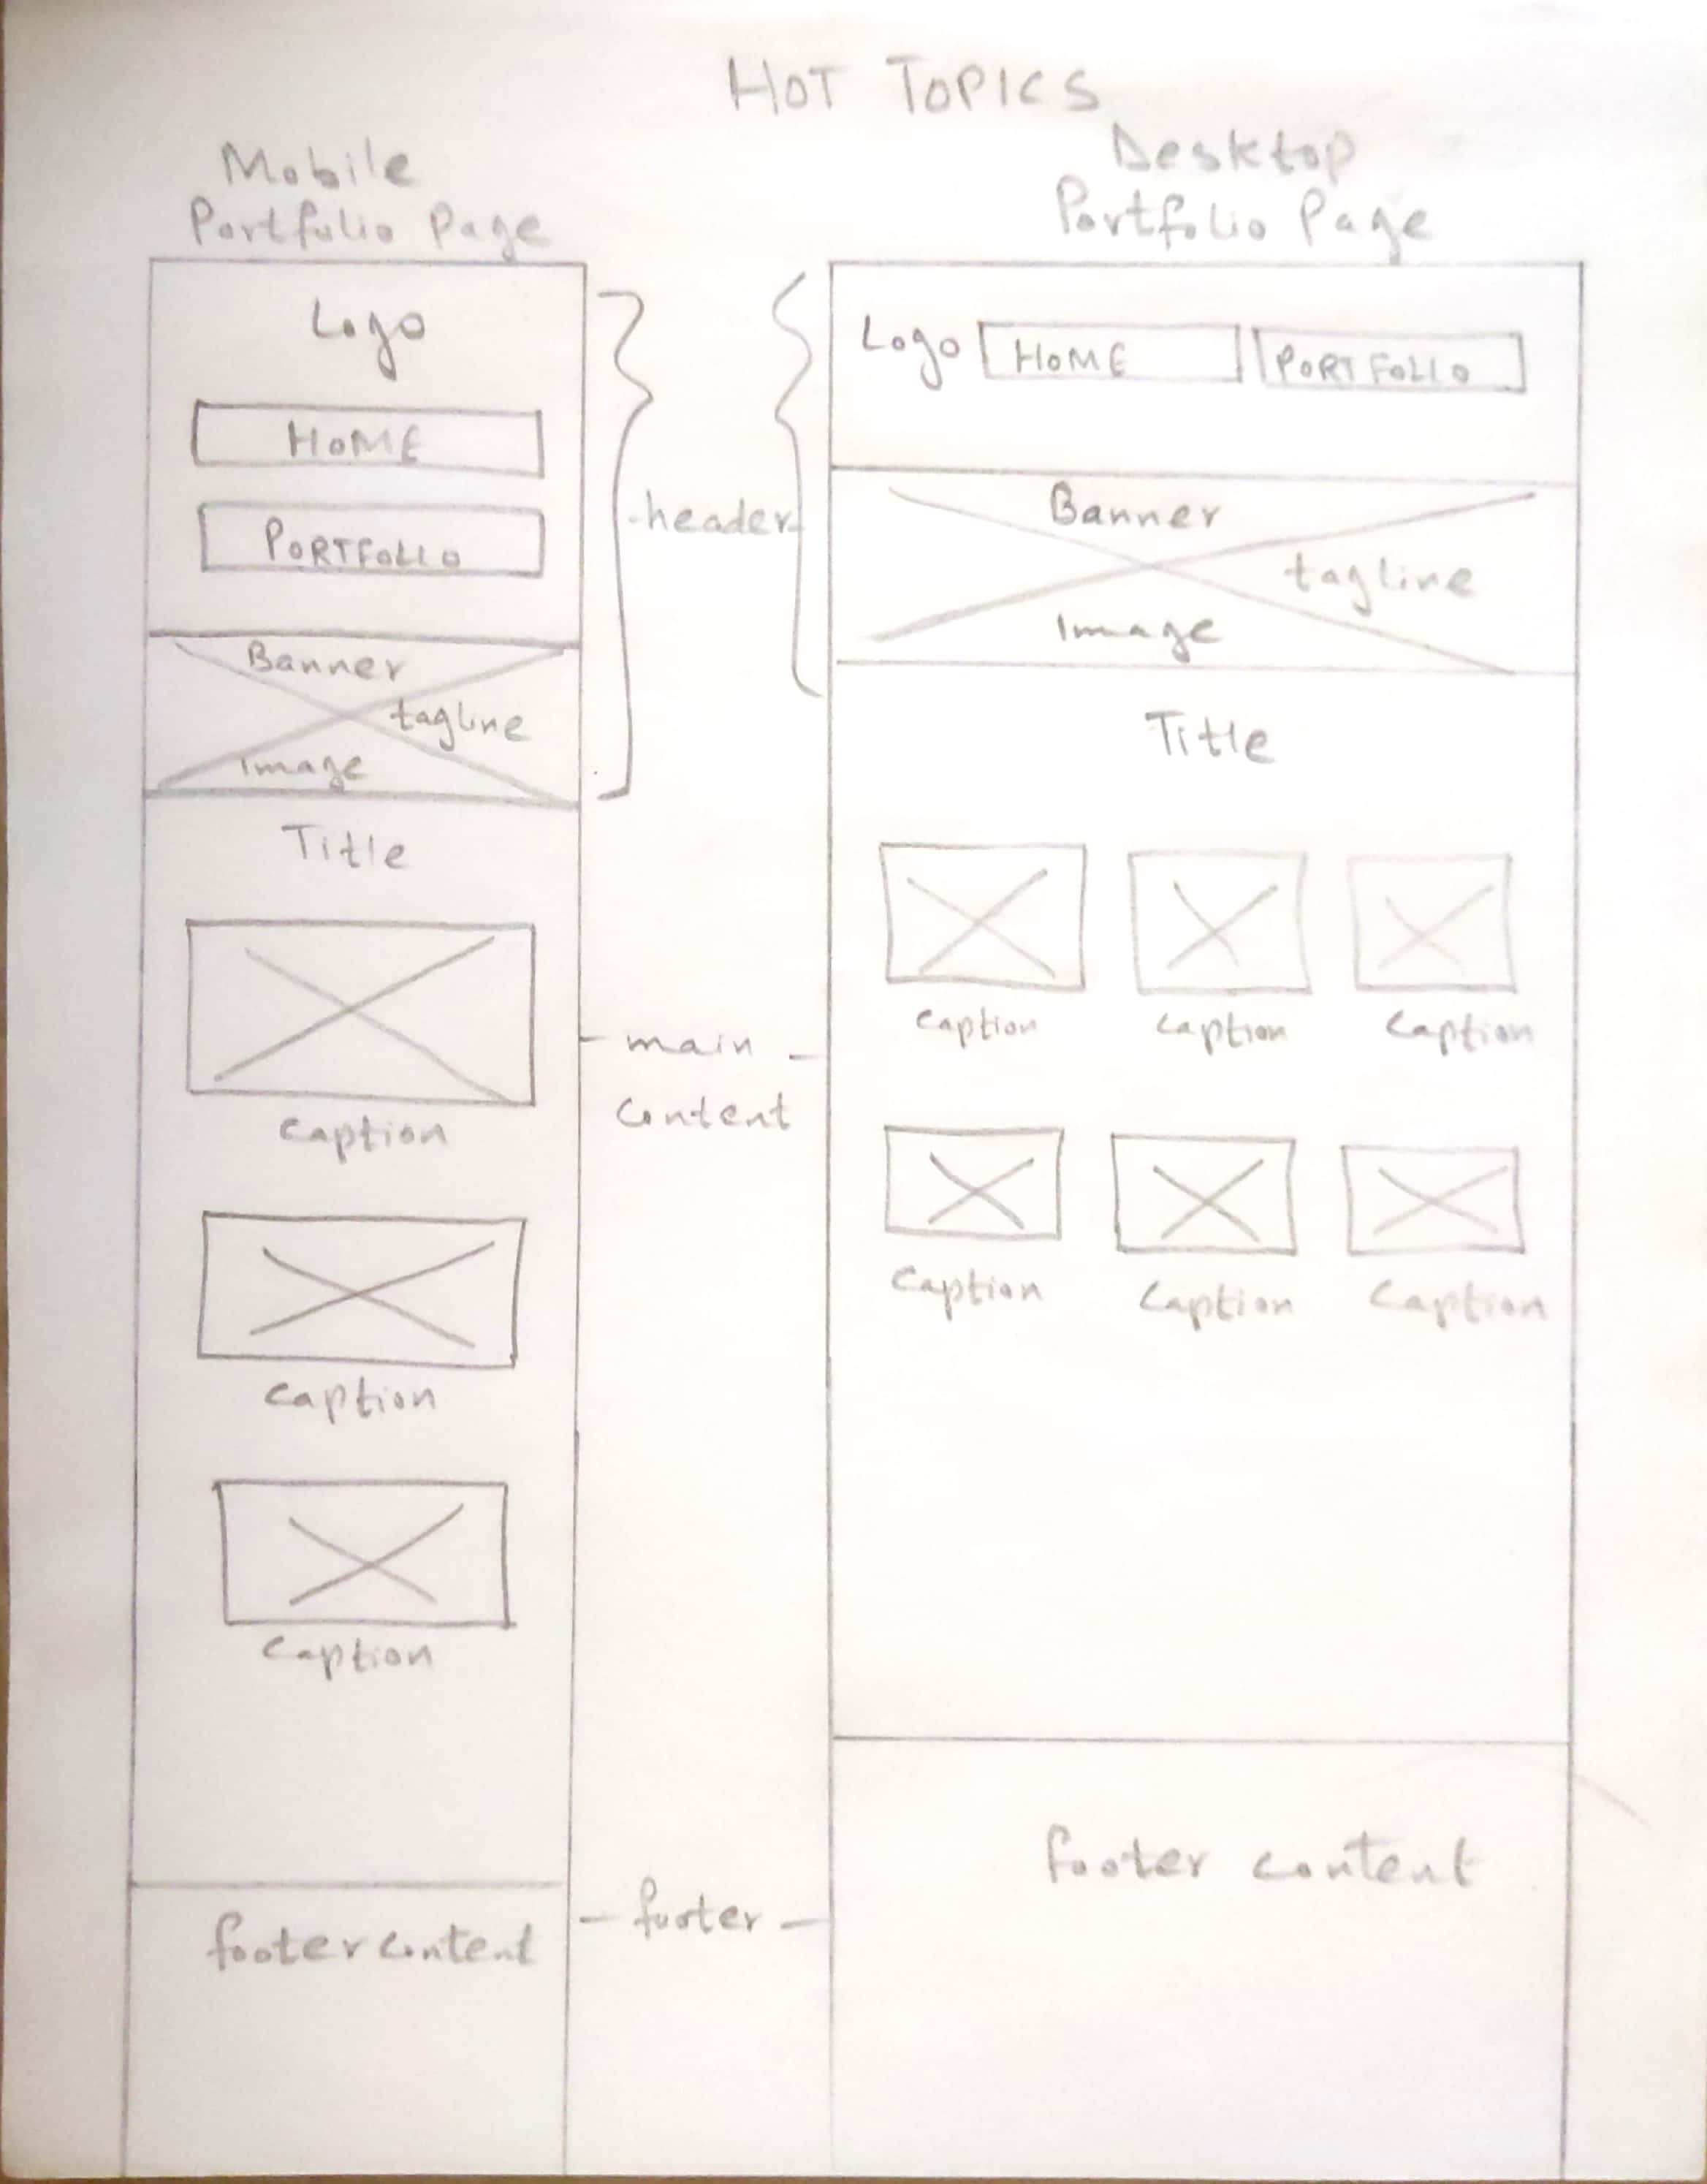 HOT TOPICS
Mobile
Portfolio Page
Logo
HOME
PORTFOLIO
Banner
tagline
Image
Title
Caption
Caption
Caption
footer content
header
main
content
footer
Desktop
Portfolio Page
Logo HOME PORTFOLIO
Banner
tagline
Image
Title
Caption Caption Caption
Caption Caption Caption
footer content